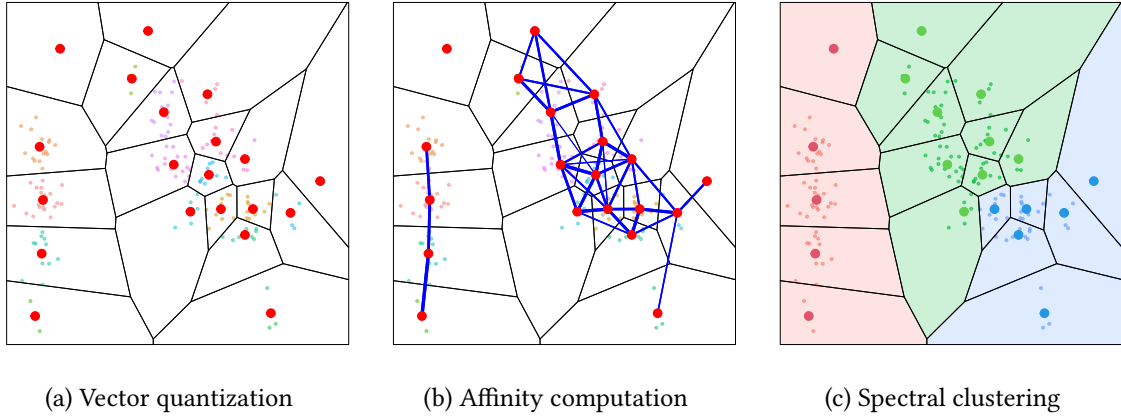 (a) Vector quantization
(b) Affinity computation
(c) Spectral clustering